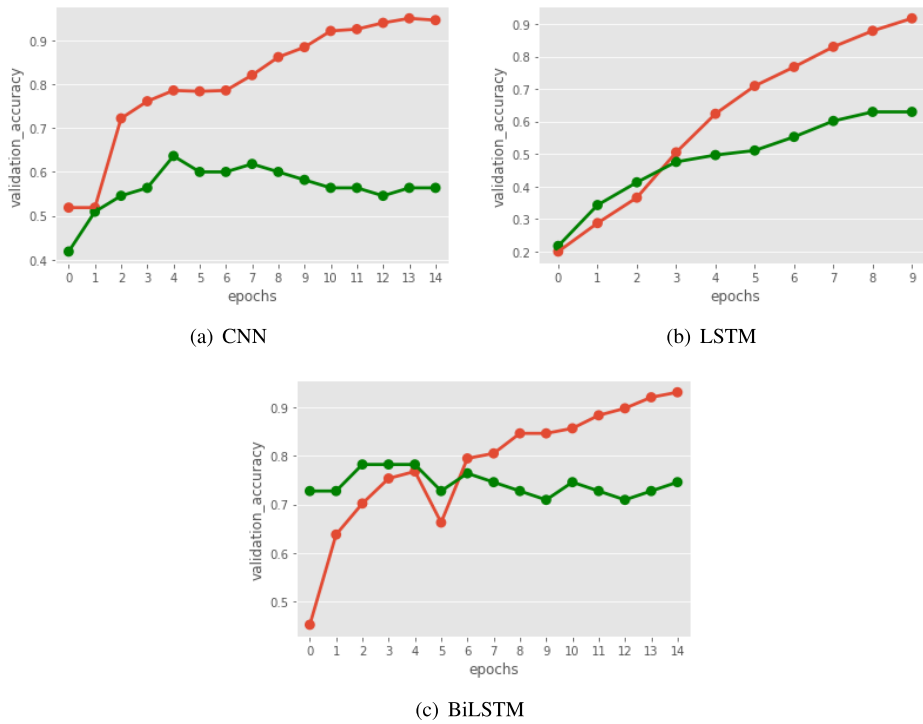 0.9
0.8
0.7
0.6
0.5
0.4
validation_accuracy
0 1 2 3 4 5 6 7 8 9 10 11 12 13 14
epochs
(a) CNN
0.9
0.8
0.7
0.6
0.5
0.4
0.3
0.2
validation_accuracy
0 1 2 3 4 5 6 7 8 9
epochs
(b) LSTM
0.9
0.8
0.7
0.6
0.5
validation_accuracy
0 1 2 3 4 5 6 7 8 9 10 11 12 13 14
epochs
(c) BiLSTM